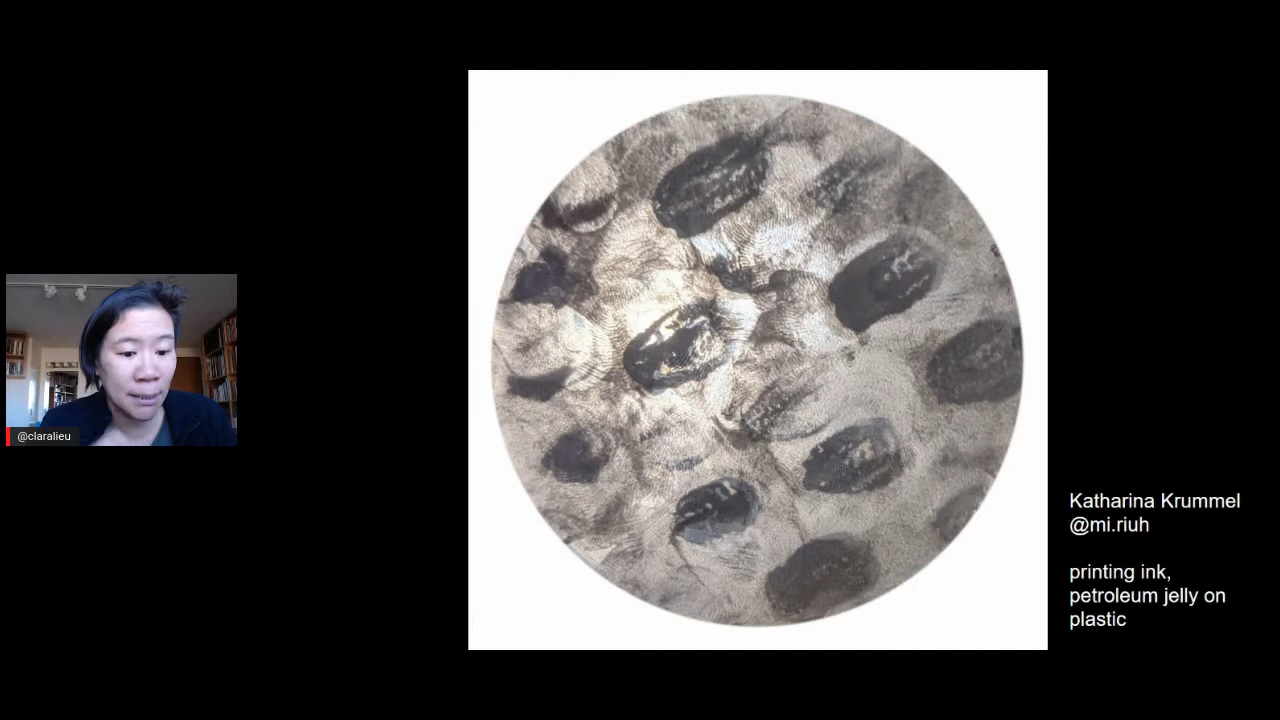 @claralieu
Katharina Krummel
@mi.riuh
printing ink,
petroleum jelly on
plastic